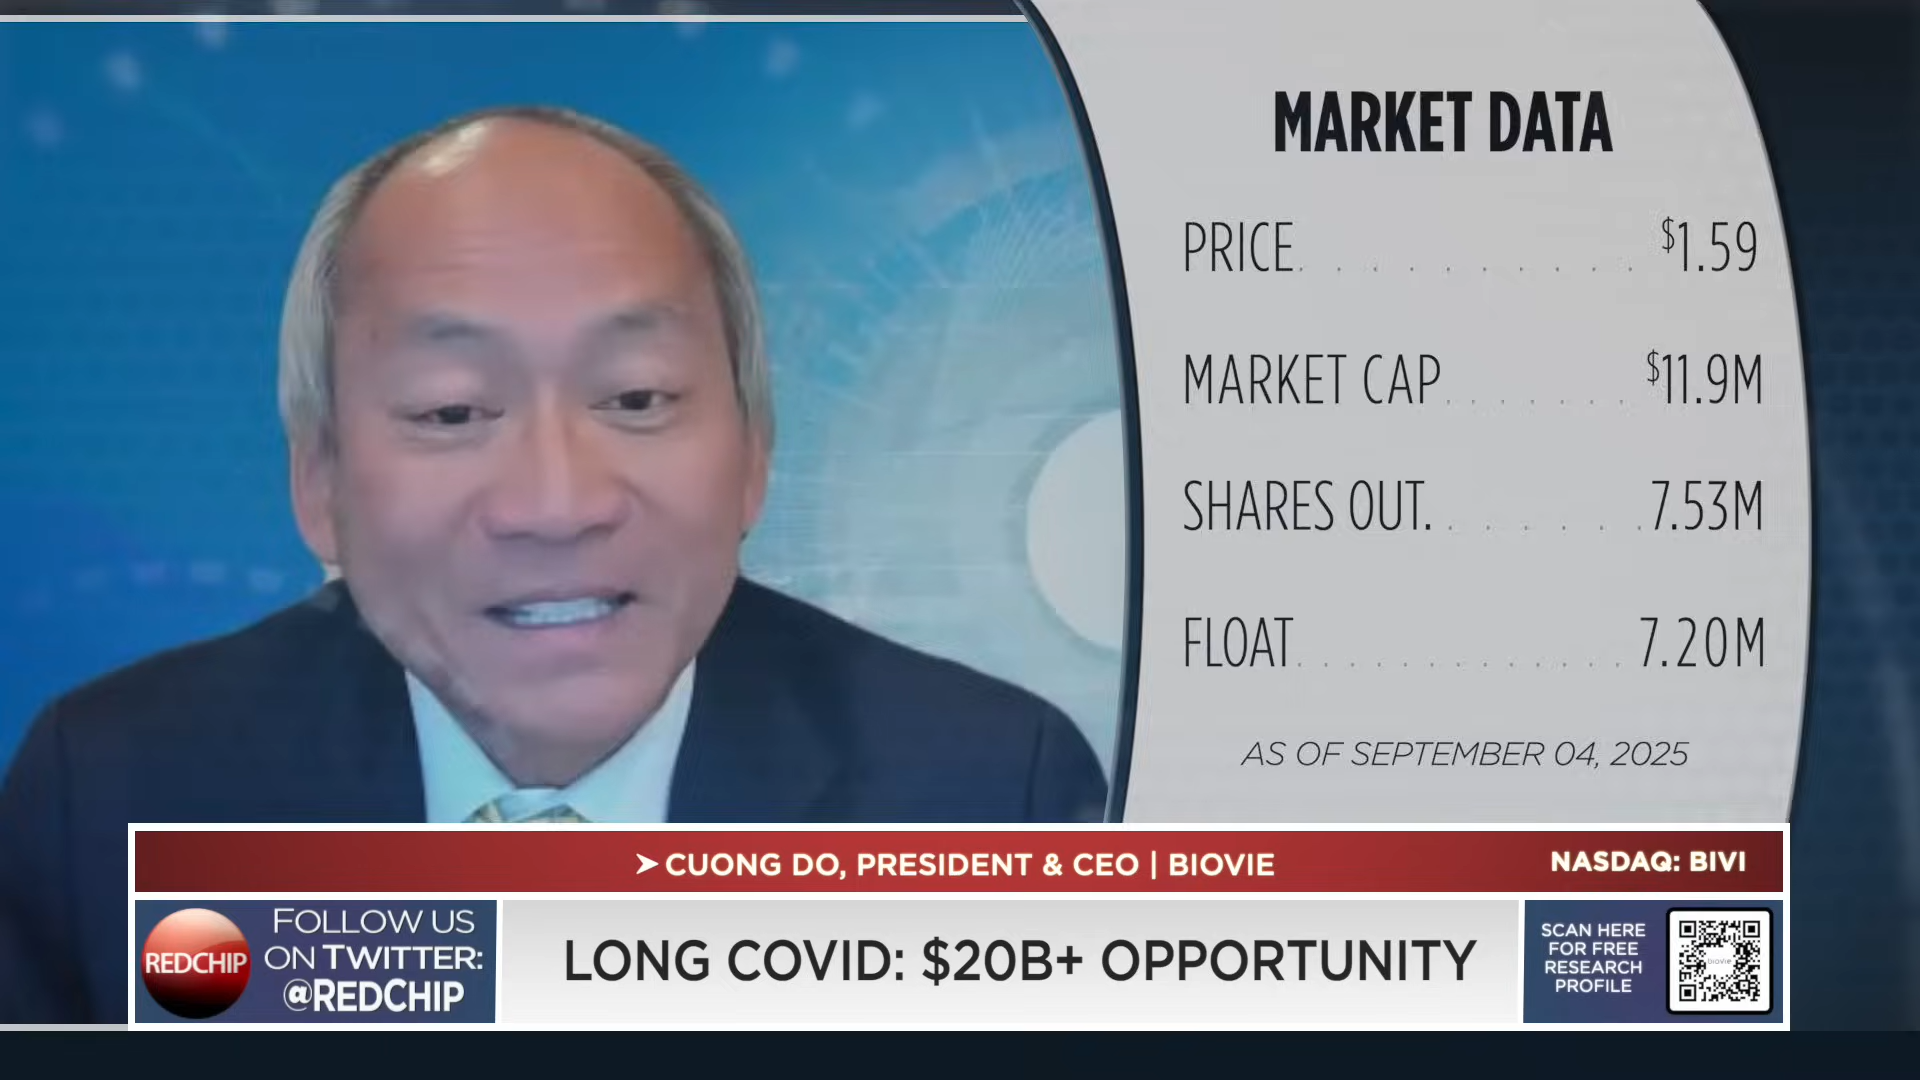 MARKET DATA
PRICE. . . . . . . . . . $1.59
MARKET CAP. . . . . . . $11.9M
SHARES OUT. . . . . . . 7.53M
FLOAT. . . . . . . . . . . . . 7.20M
AS OF SEPTEMBER 04, 2025
➤CUONG DO, PRESIDENT & CEO | BIOVIE
NASDAQ: BIVI
REDCHIP
FOLLOW US
ON TWITTER:
@REDCHIP
LONG COVID: $20B+ OPPORTUNITY
SCAN HERE
FOR FREE
RESEARCH
PROFILE
biovie